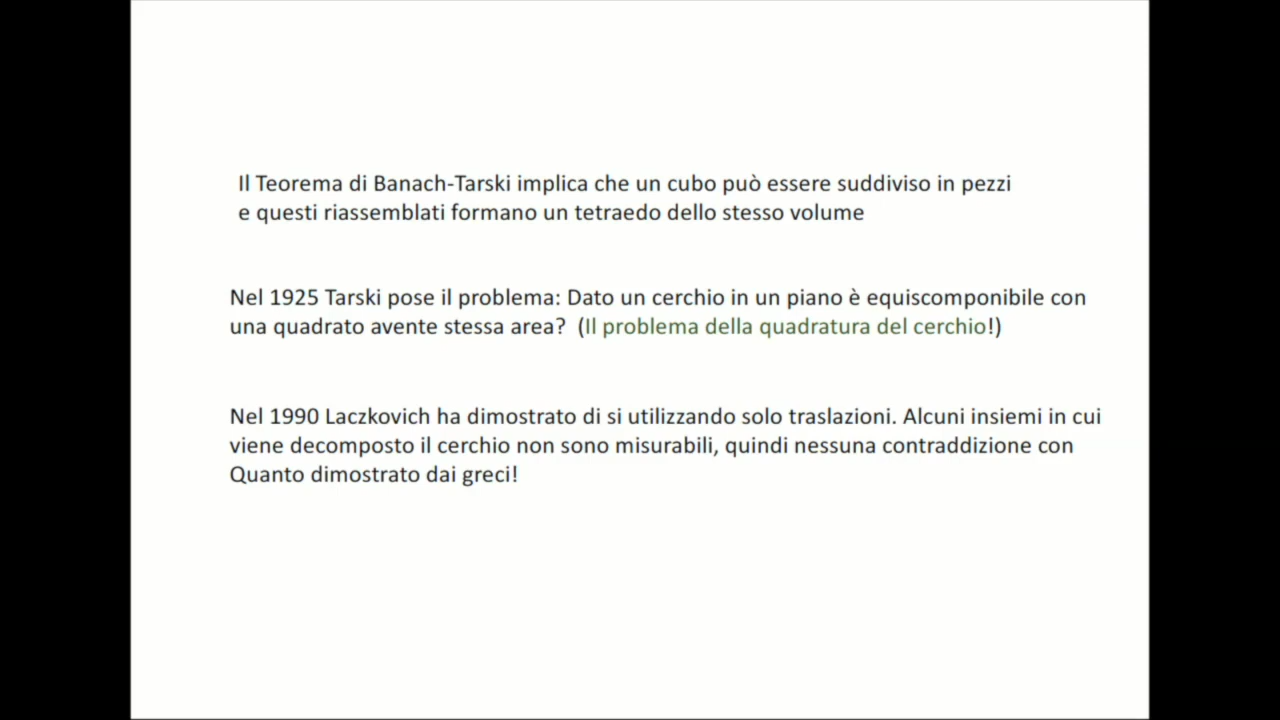 Il Teorema di Banach-Tarski implica che un cubo può essere suddiviso in pezzi
e questi riassemblati formano un tetraedo dello stesso volume
Nel 1925 Tarski pose il problema: Dato un cerchio in un piano è equiscomponibile con
una quadrato avente stessa area?  (Il problema della quadratura del cerchio!)
Nel 1990 Laczkovich ha dimostrato di si utilizzando solo traslazioni. Alcuni insiemi in cui
viene decomposto il cerchio non sono misurabili, quindi nessuna contraddizione con
Quanto dimostrato dai greci!